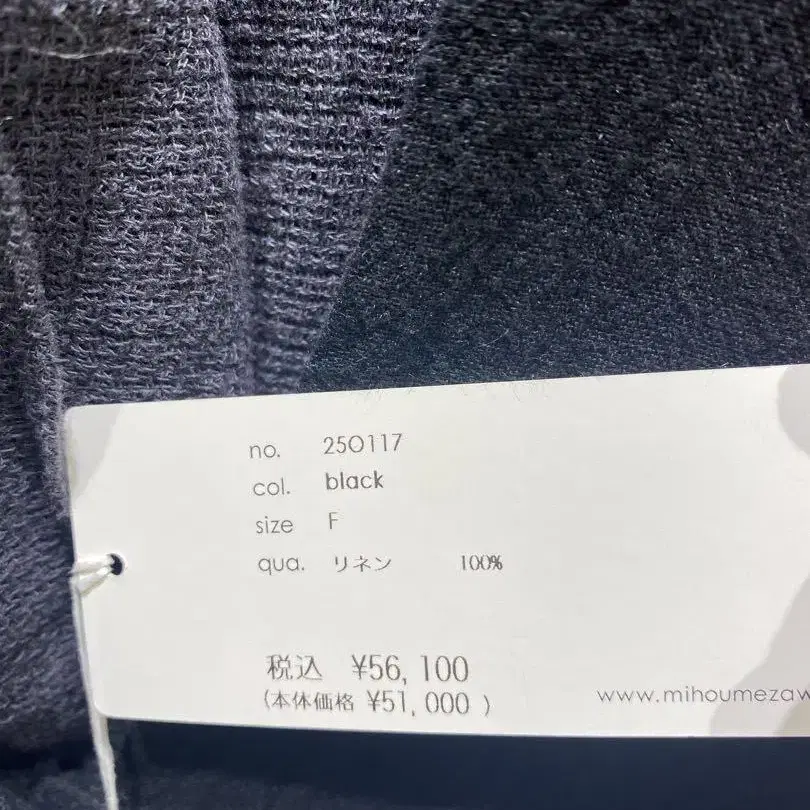 no. 250117
col. black
size F
qua. リネン 100%
税込 ¥56,100
(本体価格 ¥51,000 )
www.mihoumezaw